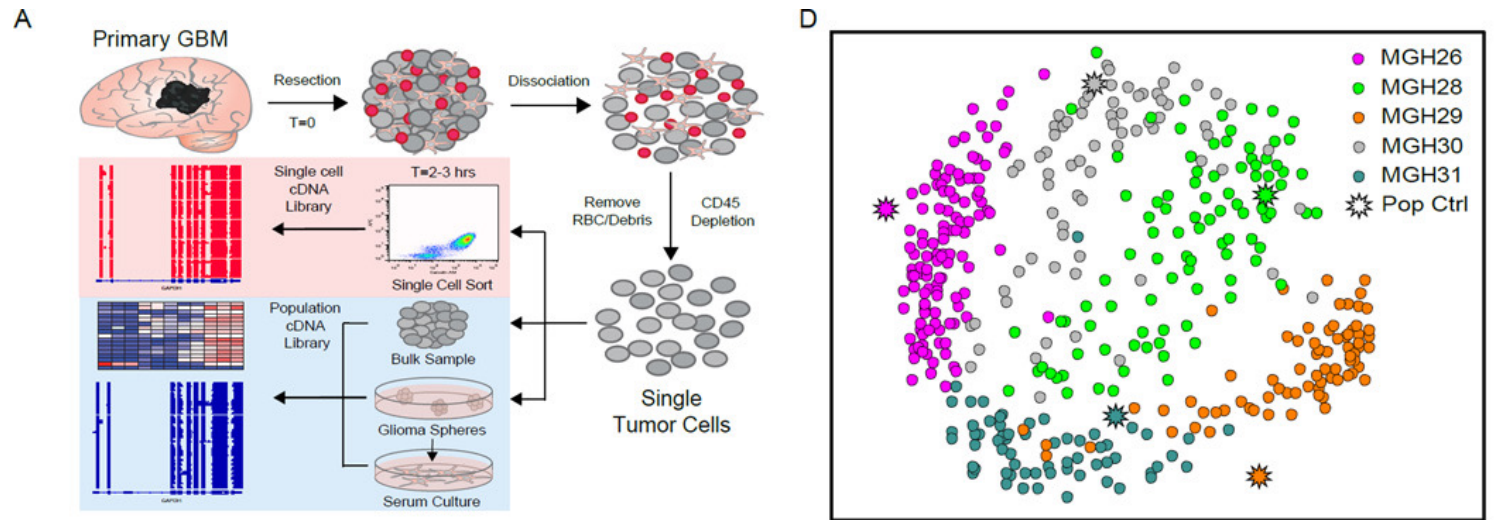 A
Primary GBM
Resection
T=0
Dissociation
Remove
RBC/Debris
CD45
Depletion
Single cell
cDNA
Library
T=2-3 hrs
Single Cell Sort
GAPDH
Population
cDNA
Library
Bulk Sample
Glioma Spheres
Serum Culture
GAPDH
Single
Tumor Cells
D
MGH26
MGH28
MGH29
MGH30
MGH31
Pop Ctrl